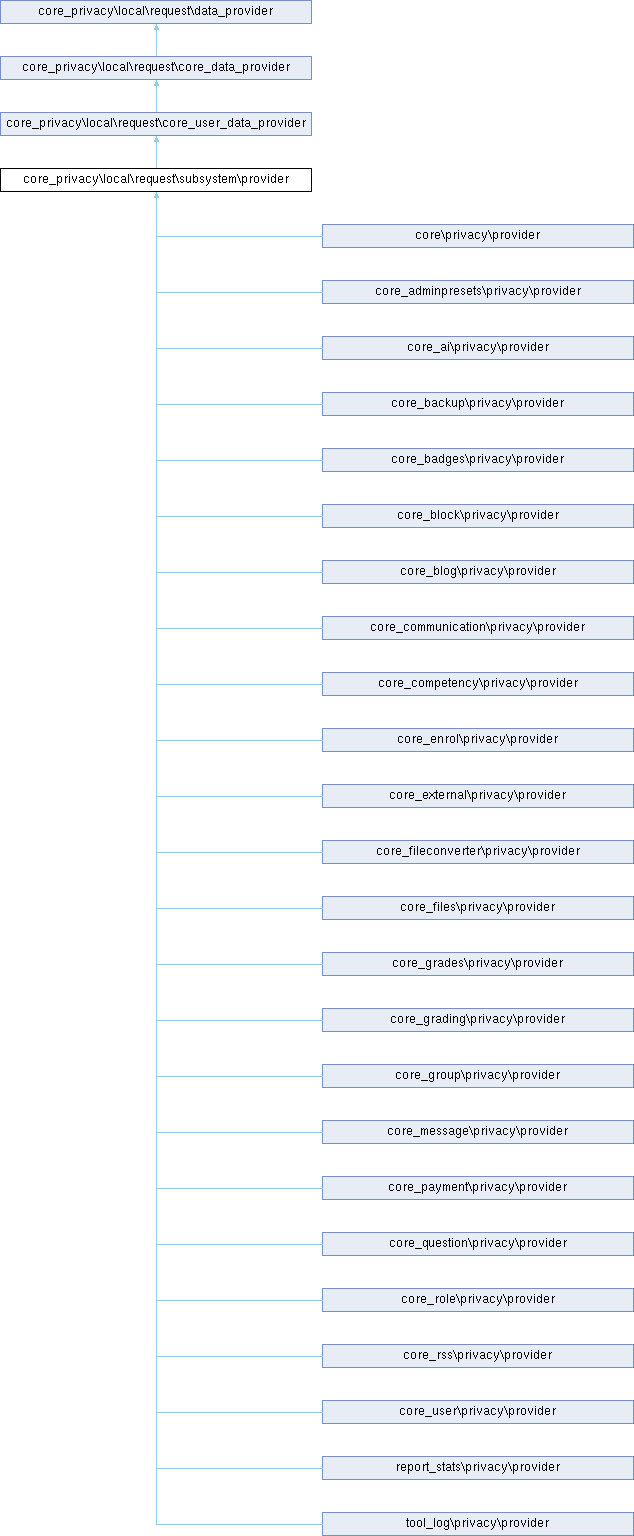 core_privacy\local\request\data_provider
core_privacy\local\request\core_data_provider
core_privacy\local\request\core_user_data_provider
core_privacy\local\request\subsystem\provider
core\privacy\provider
core_adminpresets\privacy\provider
core_ai\privacy\provider
core_backup\privacy\provider
core_badges\privacy\provider
core_block\privacy\provider
core_blog\privacy\provider
core_communication\privacy\provider
core_competency\privacy\provider
core_enrol\privacy\provider
core_external\privacy\provider
core_fileconverter\privacy\provider
core_files\privacy\provider
core_grades\privacy\provider
core_grading\privacy\provider
core_group\privacy\provider
core_message\privacy\provider
core_payment\privacy\provider
core_question\privacy\provider
core_role\privacy\provider
core_rss\privacy\provider
core_user\privacy\provider
report_stats\privacy\provider
tool_log\privacy\provider